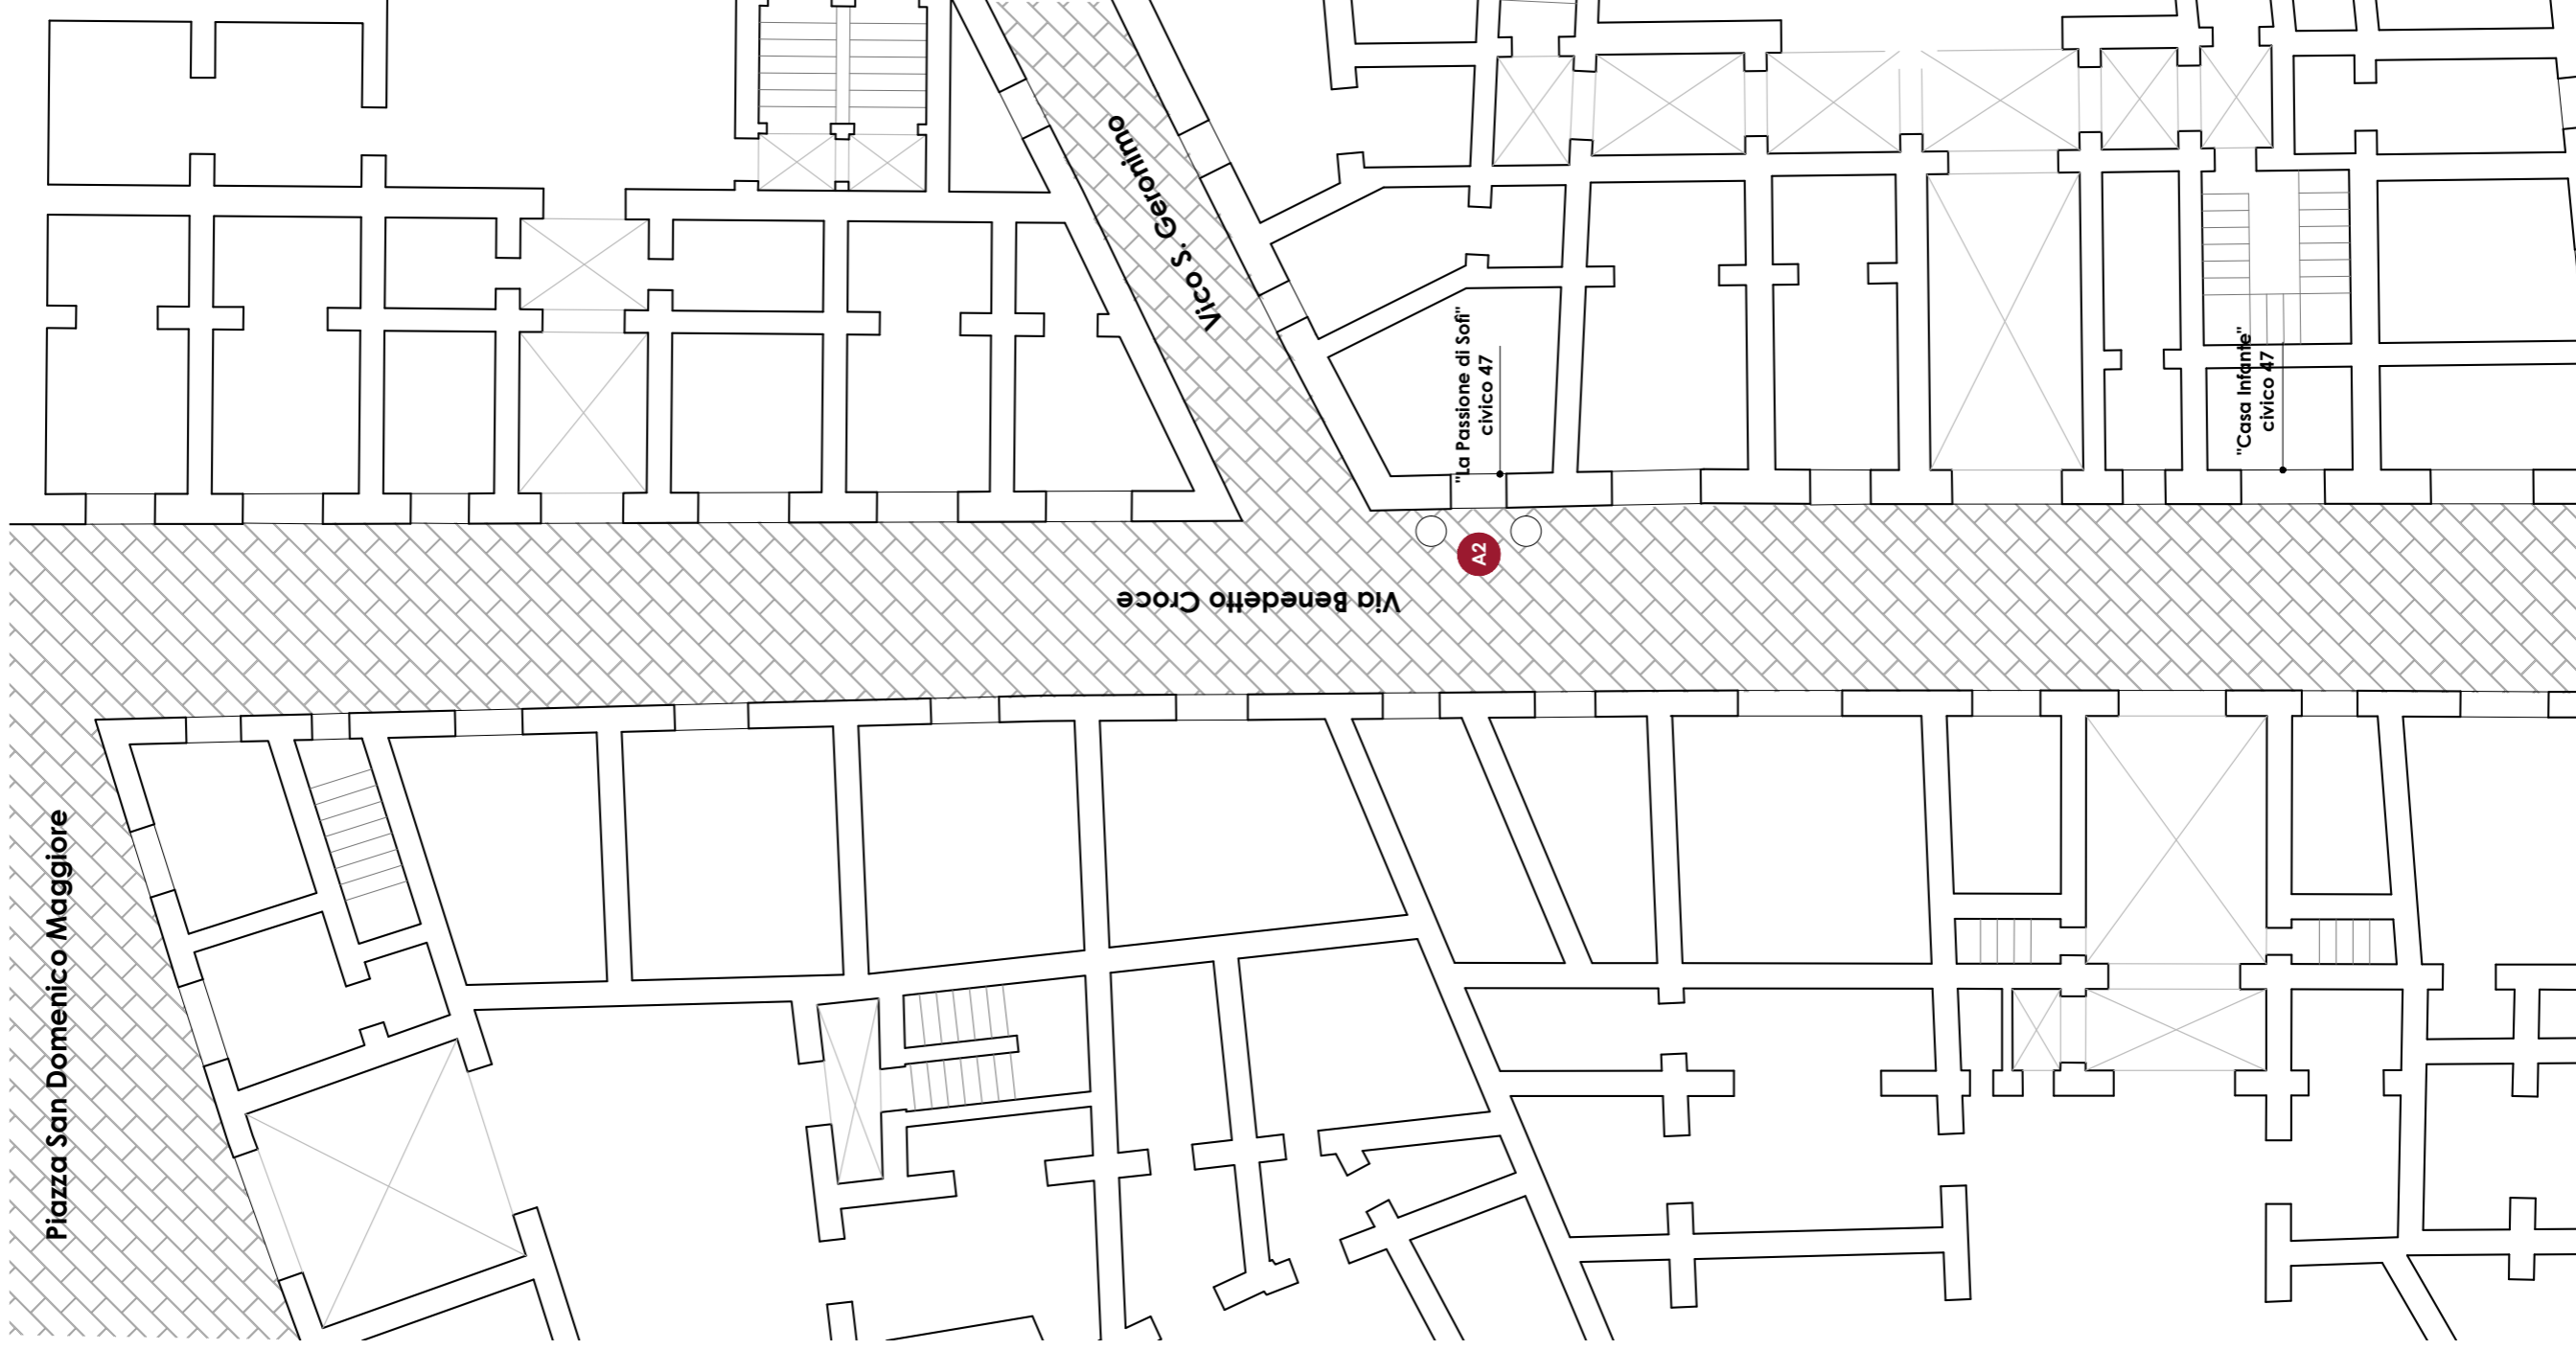 Vico S. Geronimo
"La Passione di Sofi"
civico 47
"Casa Infante"
civico 47
A2
Via Benedetto Croce
Piazza San Domenico Maggiore